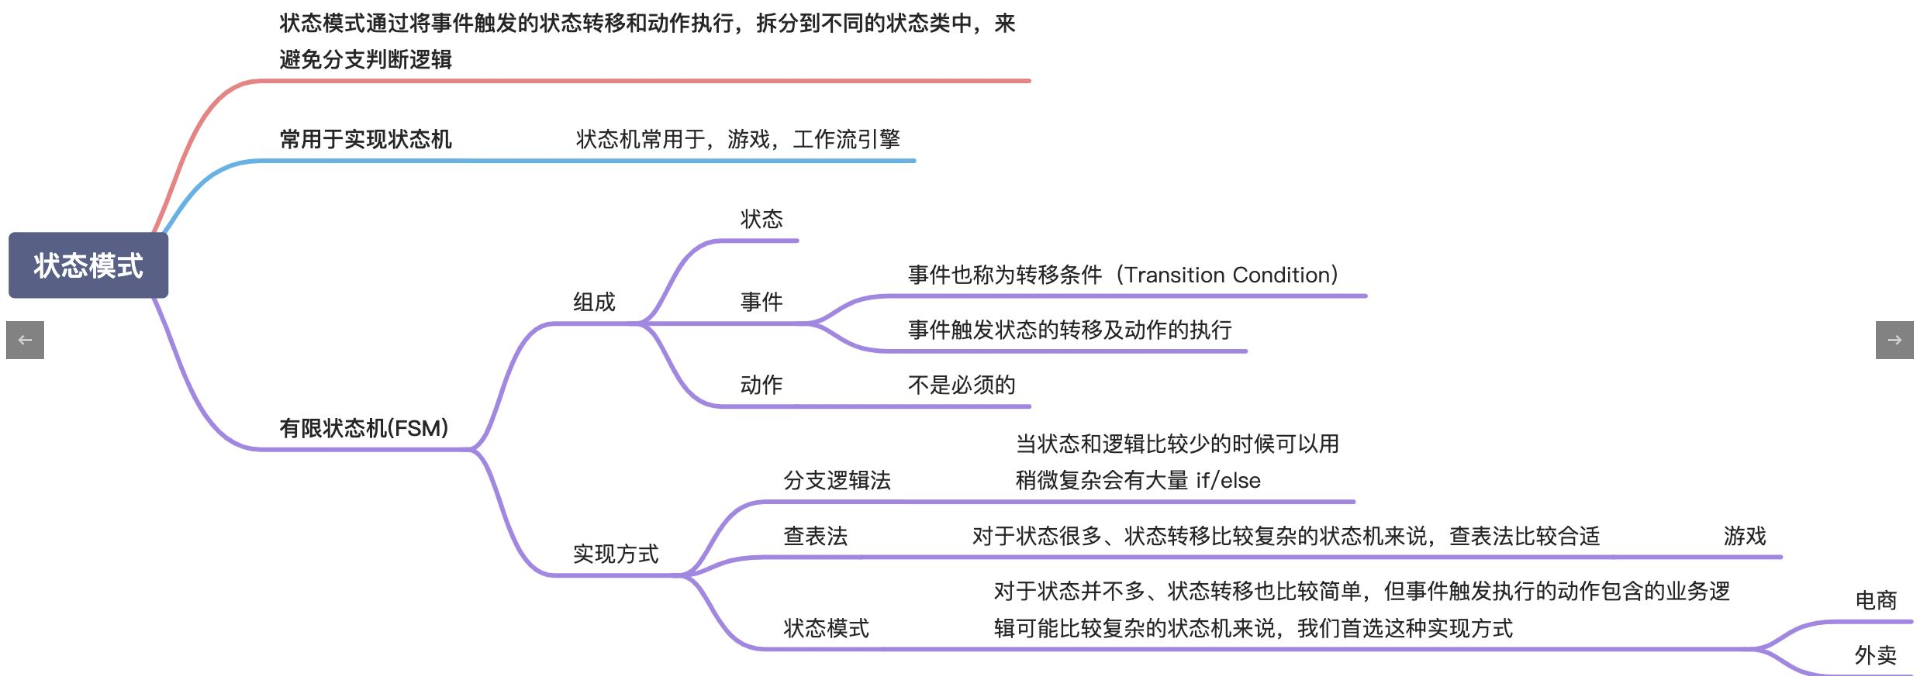 状态模式通过将事件触发的状态转移和动作执行，拆分到不同的状态类中，来
避免分支判断逻辑
常用于实现状态机
状态机常用于，游戏，工作流引擎
状态模式
有限状态机(FSM)
组成
状态
事件
事件也称为转移条件（Transition Condition）
事件触发状态的转移及动作的执行
动作
不是必须的
实现方式
分支逻辑法
当状态和逻辑比较少的时候可以用
稍微复杂会有大量 if/else
查表法
对于状态很多、状态转移比较复杂的状态机来说，查表法比较合适
游戏
状态模式
对于状态并不多、状态转移也比较简单，但事件触发执行的动作包含的业务逻
辑可能比较复杂的状态机来说，我们首选这种实现方式
电商
外卖